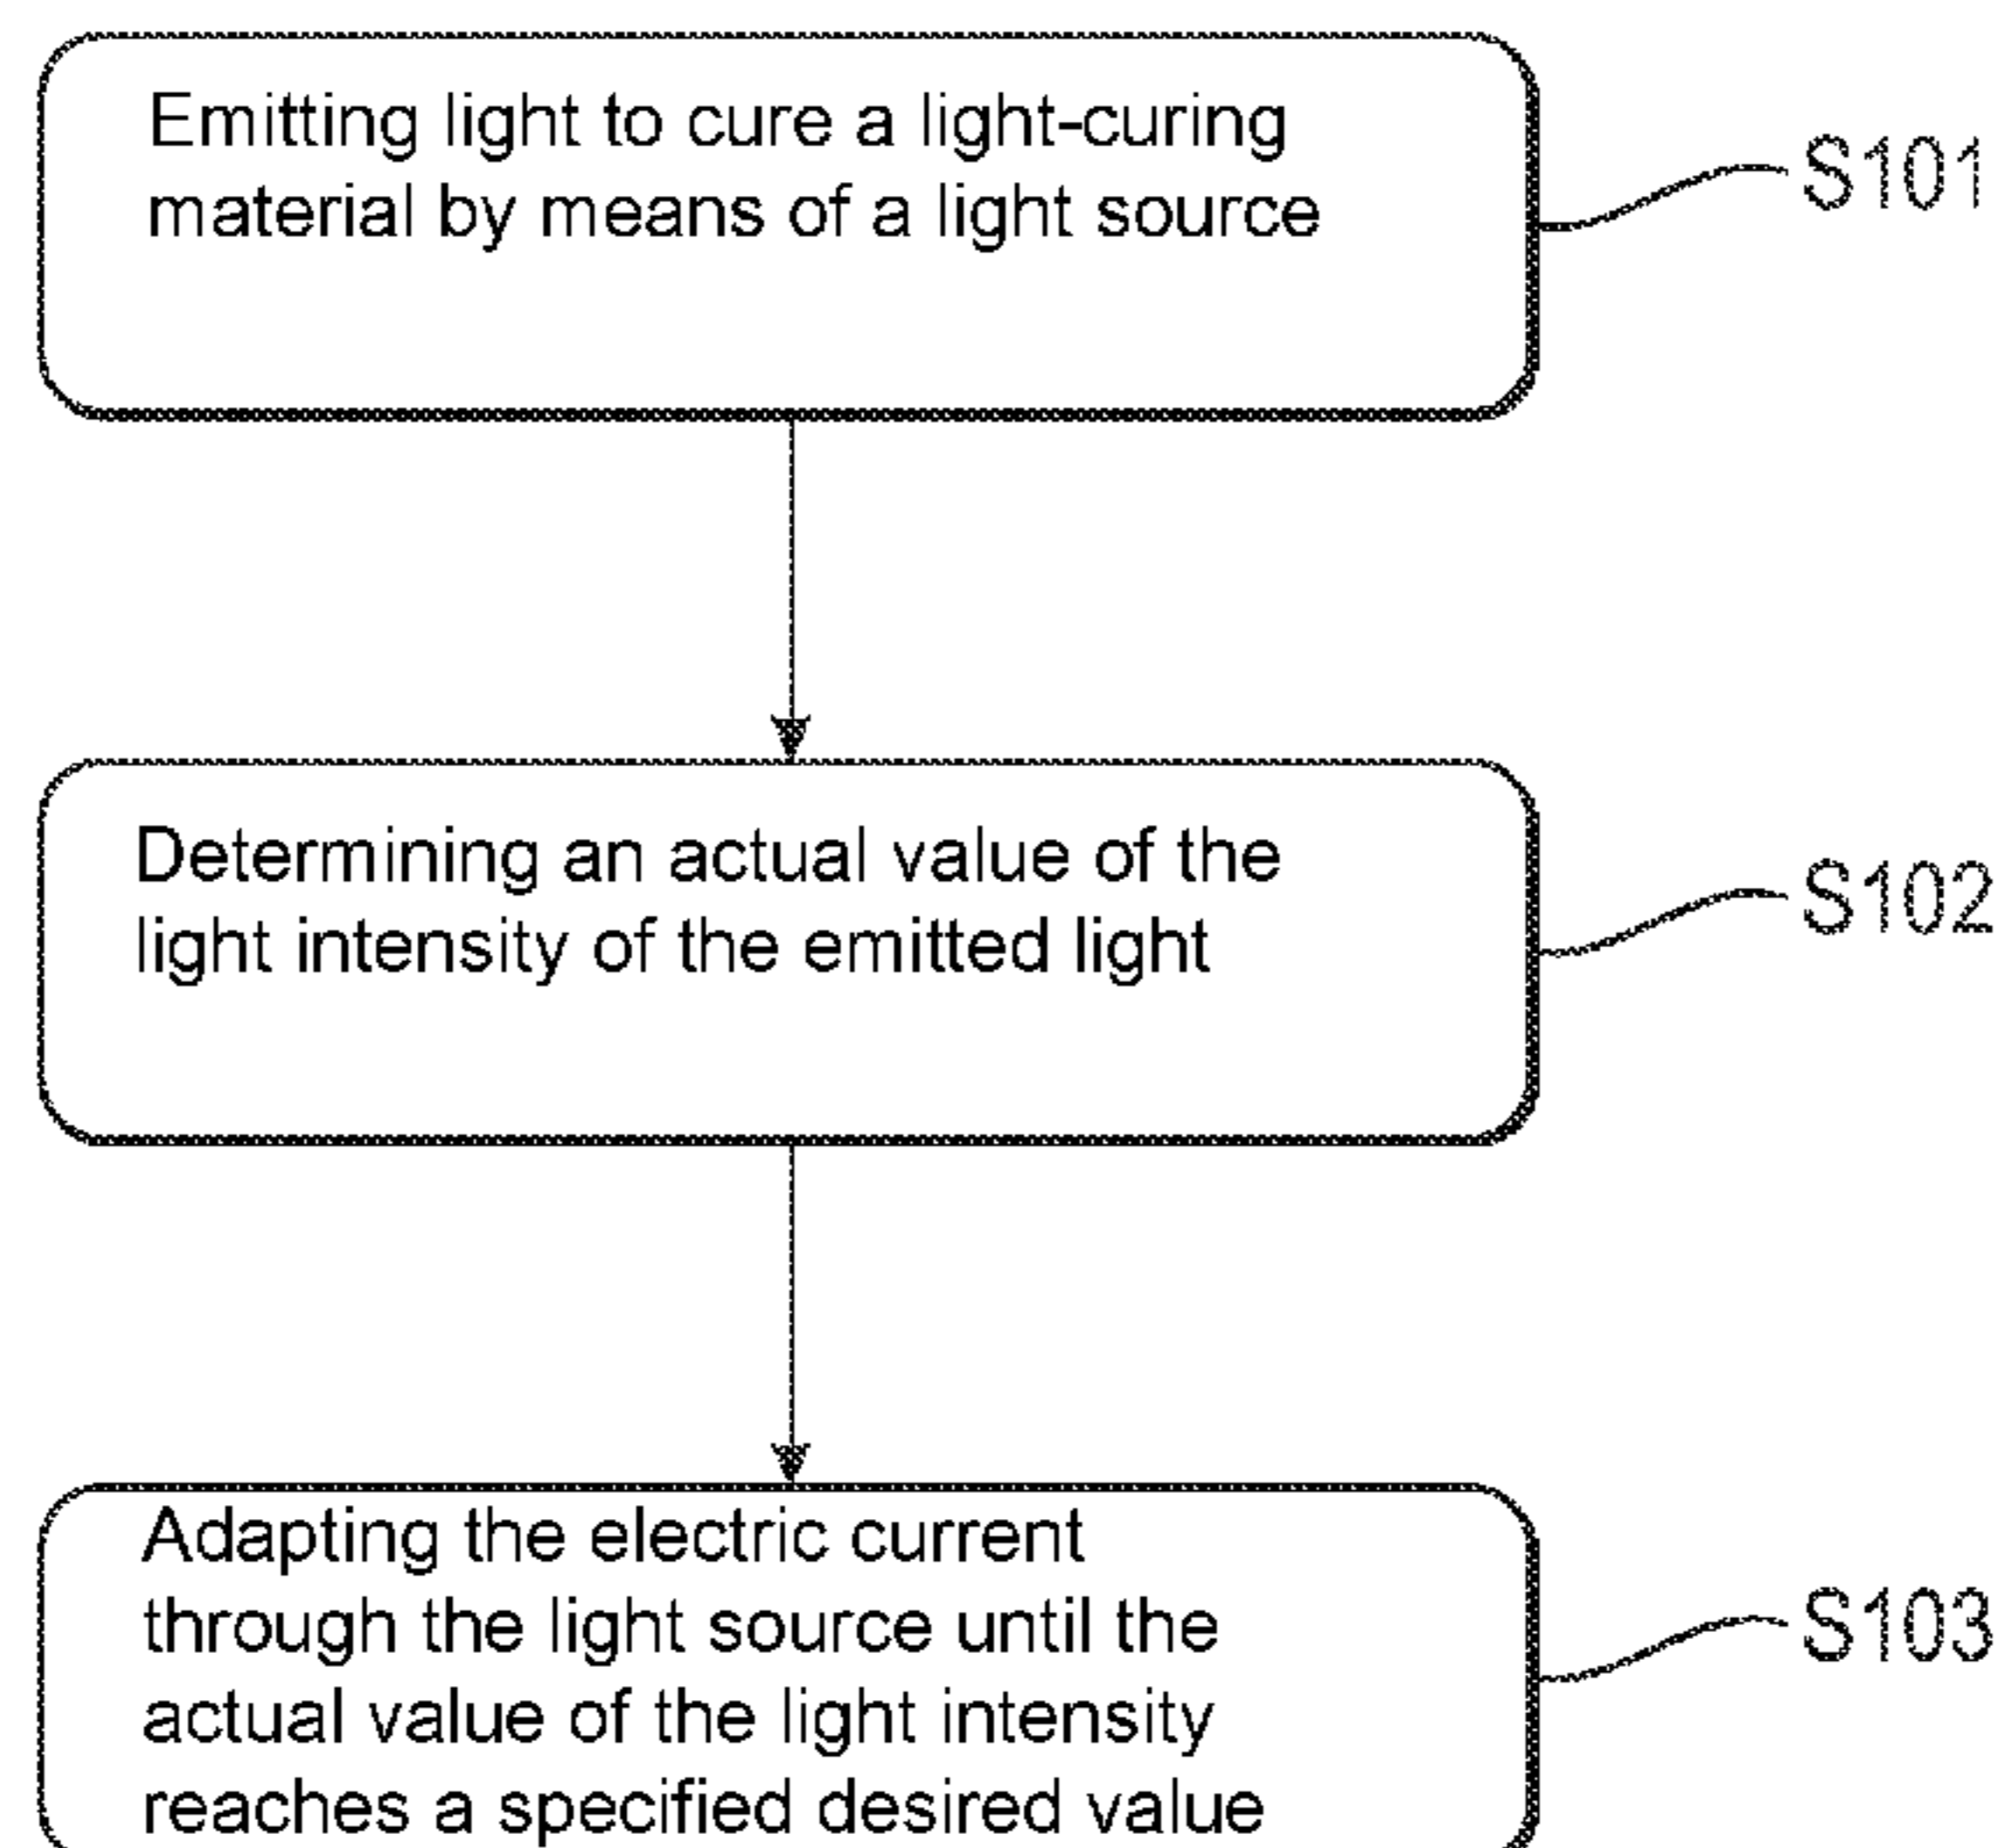 Emitting light to cure a light-curing
material by means of a light source
S101
Determining an actual value of the
light intensity of the emitted light
S102
Adapting the electric current
through the light source until the
actual value of the light intensity
reaches a specified desired value
S103